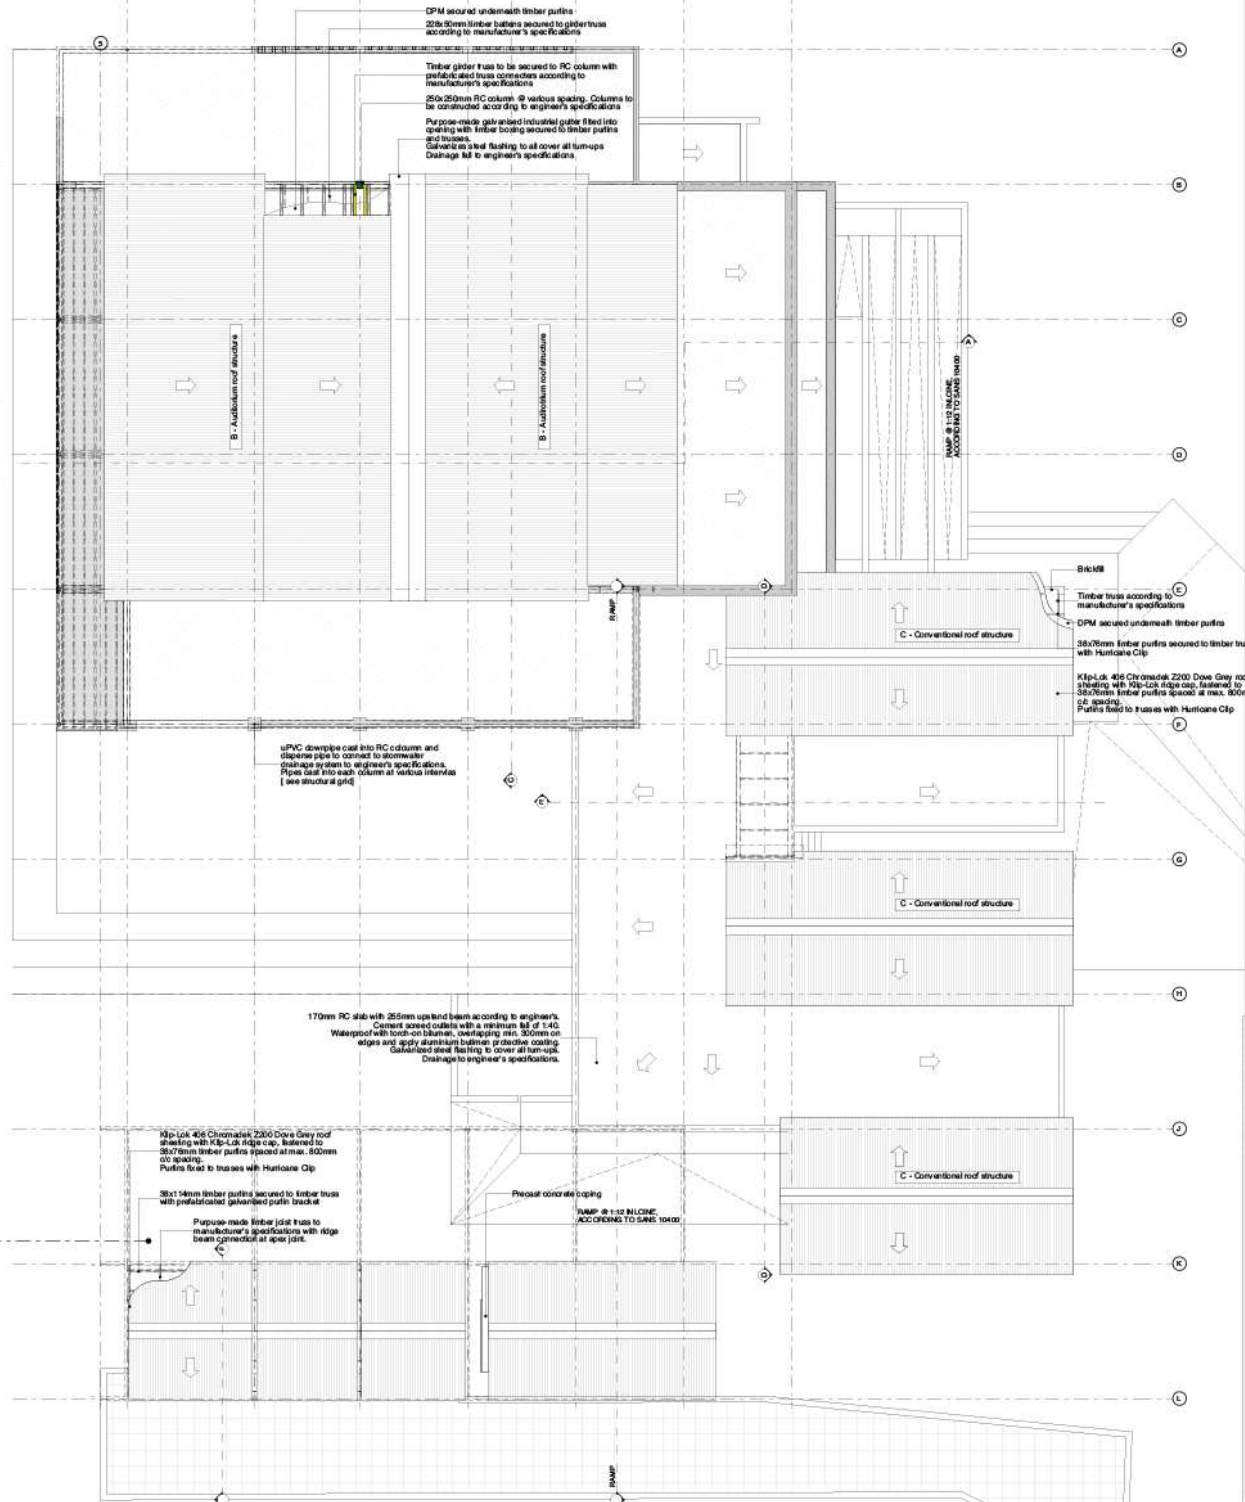 DPM secured underneath timber purlins
228x50mm timber battens secured to girder truss
according to manufacturer's specifications
S
A
Timber girder truss to be secured to RC column with
prefabricated truss connecters according to
manufacturer's specifications
250x250mm RC column @ various spacing. Columns to
be constructed according to engineer's specifications
Purpose-made galvanised industrial gutter fitted into
opening with timber boxing secured to timber purlins
and trusses.
Galvanizes steel flashing to all cover all turn-ups
Drainage fall to engineer's specifications
B
C
A
B - Auditorium roof structure
B - Auditorium roof structure
RAMP @ 1:12 INLCINE,
ACCORDING TO SANS 10400
D
Brickfill
E
D
RAMP
Timber truss according to
manufacturer's specifications
DPM secured underneath timber purlins
C - Conventional roof structure
38x76mm timber purlins secured to timber
with Hurricane Clip
Klip-Lok 406 Chromadek Z200 Dove Grey
sheeting with Klip-Lok ridge cap, fastened to
38x76mm timber purlins spaced at max.
c/c spacing.
Purlins fixed to trusses with Hurricane Clip
F
uPVC downpipe cast into RC coloumn and
disperse pipe to connect to stormwater
drainage system to engineer's specifications.
Pipes cast into each column at various
[ see structural grid]
C
E
G
C - Conventional roof structure
H
170mm RC slab with 255mm upstand beam according to engineer's.
Cement screed outlets with a minimum fall of 1:40.
Waterproof with torch-on bitumen, overlapping min. 300mm on
edges and apply aluminium protective coating.
Galvanized steel flashing to cover all turn-ups.
Drainage to engineer's specifications.
J
Klip-Lok 406 Chromadek Z200 Dove Grey roof
sheeting with Klip-Lok ridge cap, fastened to
38x76mm timber purlins spaced at max. 800mm
c/c spacing.
Purlins fixed to trusses with Hurricane Clip
C - Conventional roof structure
38x114mm timber purlins secured to timber truss
with prefabricated galvanised purlin bracket
Precast concrete coping
RAMP @ 1:12 INLCINE,
ACCORDING TO SANS 10400
Purpuse-made timber joist truss to
manufacturer's specifications with ridge
beam connection at apex joint.
K
D
L
RAMP